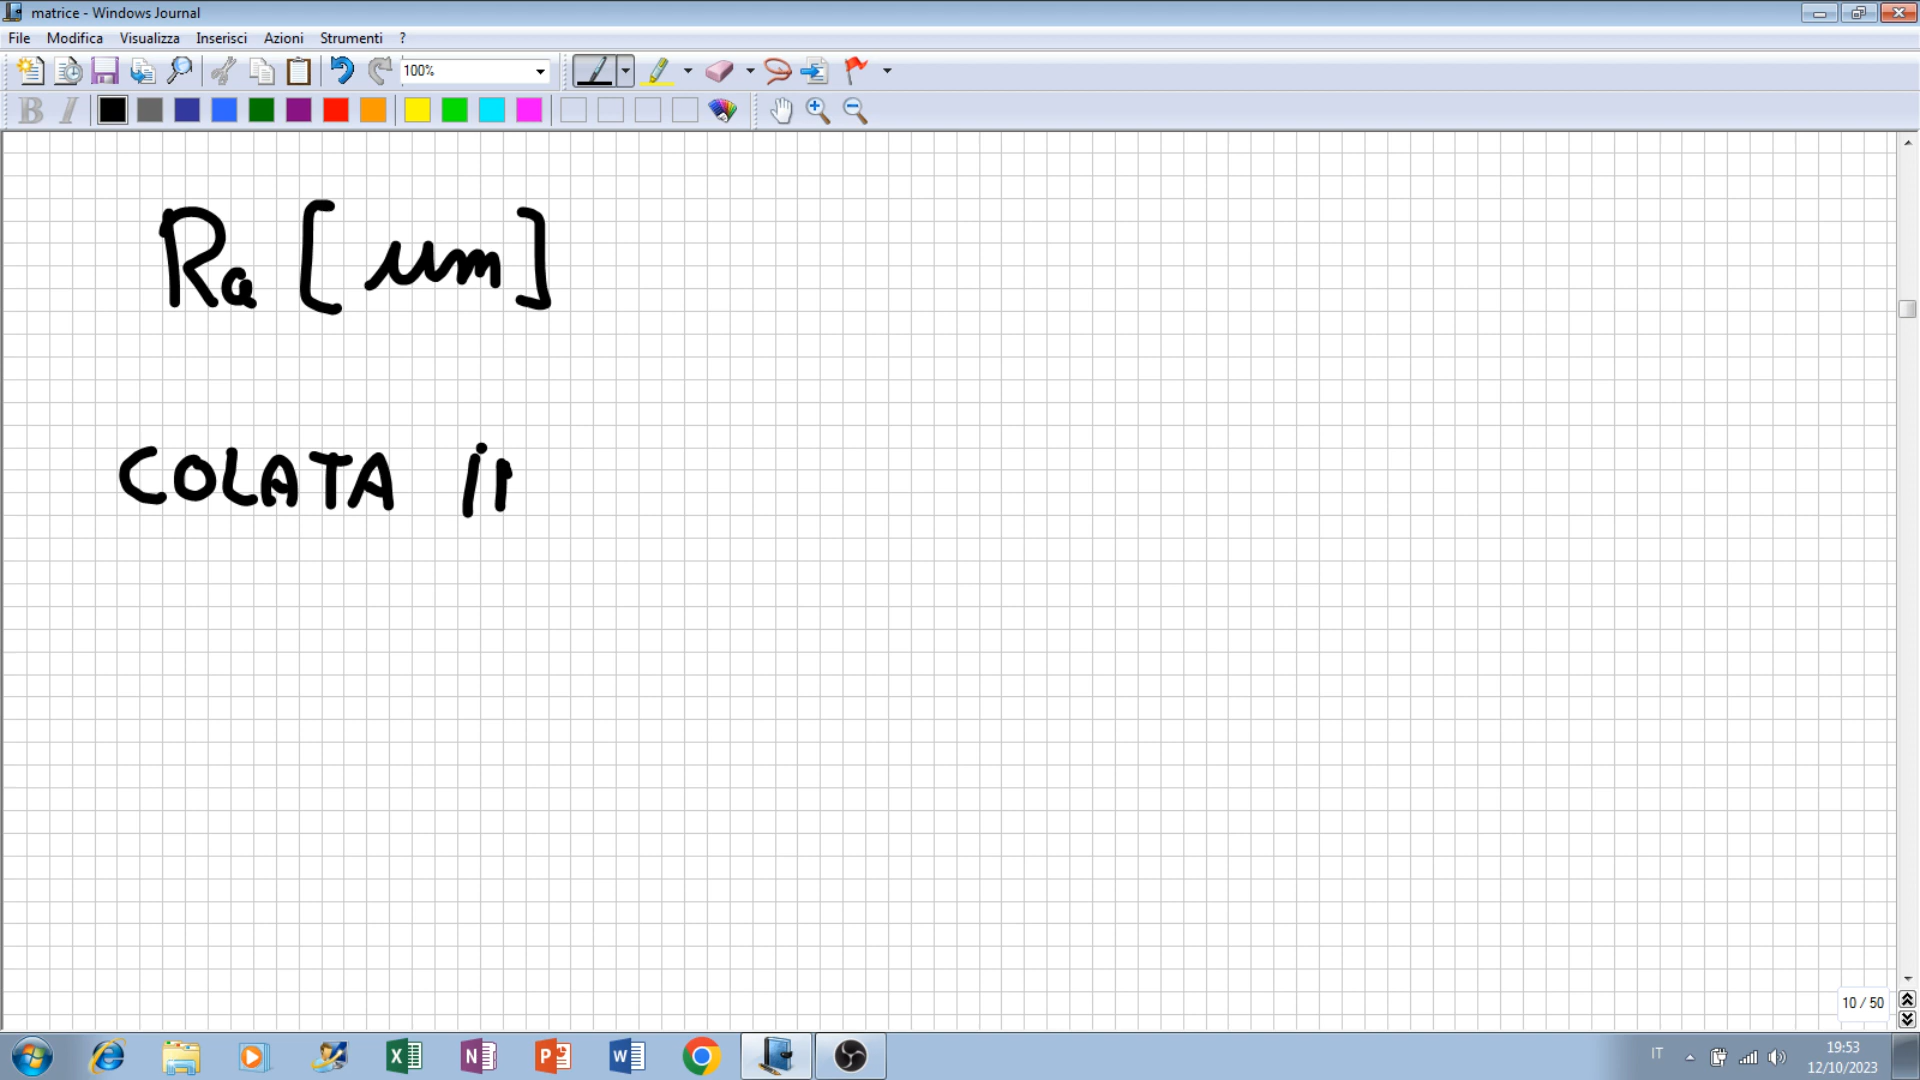 matrice - Windows Journal
File Modifica Visualizza Inserisci Azioni Strumenti ?
100%
B I
Ra [μm]
COLATA
10 / 50
IT 19:53
12/10/2023